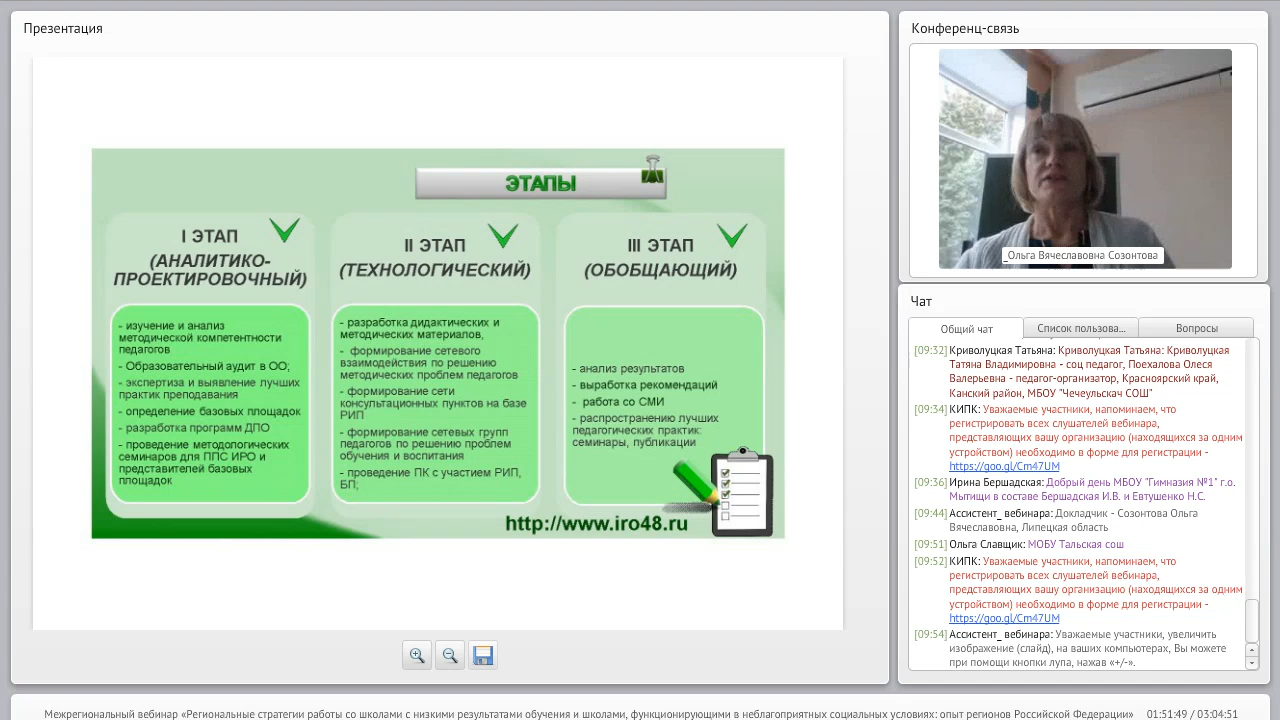 Презентация
ЭТАПЫ
I ЭТАП
(АНАЛИТИКО-
ПРОЕКТИРОВОЧНЫЙ)
- изучение и анализ
методической компетентности
педагогов
- Образовательный аудит в ОО;
- экспертиза и выявление лучших
практик преподавания
- определение базовых площадок
- разработка программ ДПО
- проведение методологических
семинаров для ППС ИРО и
представителей базовых
площадок
II ЭТАП
(ТЕХНОЛОГИЧЕСКИЙ)
- разработка дидактических и
методических материалов,
- формирование сетевого
взаимодействия по решению
методических проблем педагогов
- формирование сети
консультационных пунктов на базе
РИП
- формирование сетевых групп
педагогов по решению проблем
обучения и воспитания
- проведение ПК с участием РИП,
БП;
III ЭТАП
(ОБОБЩАЮЩИЙ)
- анализ результатов
- выработка рекомендаций
- работа со СМИ
- распространению лучших
педагогических практик:
семинары, публикации
http://www.iro48.ru
Конференц-связь
_Ольга Вячеславовна Созонтова
Чат
Общий чат
Список пользова...
Вопросы
[09:32] Криволуцкая Татьяна: Криволуцкая Татьяна: Криволуцкая
Татяна Владимировна - соц педагог, Поехалова Олеся
Валерьевна - педагог-организатор, Красноярский край,
Канский район, МБОУ "Чечеульскач СОШ"
[09:34] КИПК: Уважаемые участники, напоминаем, что
регистрировать всех слушателей вебинара,
представляющих вашу организацию (находящихся за одним
устройством) необходимо в форме для регистрации -
https://goo.gl/Cm47UM
[09:36] Ирина Бершадская: Добрый день МБОУ "Гимназия №1" г.о.
Мытищи в составе Бершадская И.В. и Евтушенко Н.С.
[09:44] Ассистент_ вебинара: Докладчик - Созонтова Ольга
Вячеславовна, Липецкая область
[09:51] Ольга Славщик: МОБУ Тальская сош
[09:52] КИПК: Уважаемые участники, напоминаем, что
регистрировать всех слушателей вебинара,
представляющих вашу организацию (находящихся за одним
устройством) необходимо в форме для регистрации -
https://goo.gl/Cm47UM
[09:54] Ассистент_ вебинара: Уважаемые участники, увеличить
изображение (слайд), на ваших компьютерах, Вы можете
при помощи кнопки лупа, нажав «+/-».
Межрегиональный вебинар «Региональные стратегии работы со школами с низкими результатами обучения и школами, функционирующими в неблагоприятных социальных условиях: опыт регионов Российской Федерации» 01:51:49 / 03:04:51